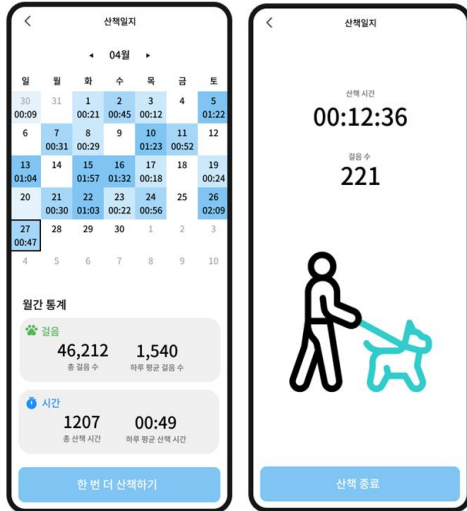 산책일지
◂ 04월 ▸
일 월 화 수 목 금 토
30 31 1 2 3 4 5
00:09 00:21 00:45 00:12 01:22
6 7 8 9 10 11 12
00:31 00:29 01:23 00:52
13 14 15 16 17 18 19
01:04 01:57 01:32 00:18 00:24
20 21 22 23 24 25 26
00:30 01:03 00:22 00:56 02:09
27 28 29 30 1 2 3
00:47
4 5 6 7 8 9 10
월간 통계
걸음
46,212 1,540
총 걸음 수 하루 평균 걸음 수
시간
1207 00:49
총 산책 시간 하루 평균 산책 시간
한 번 더 산책하기
산책일지
산책 시간
00:12:36
걸음 수
221
산책 종료